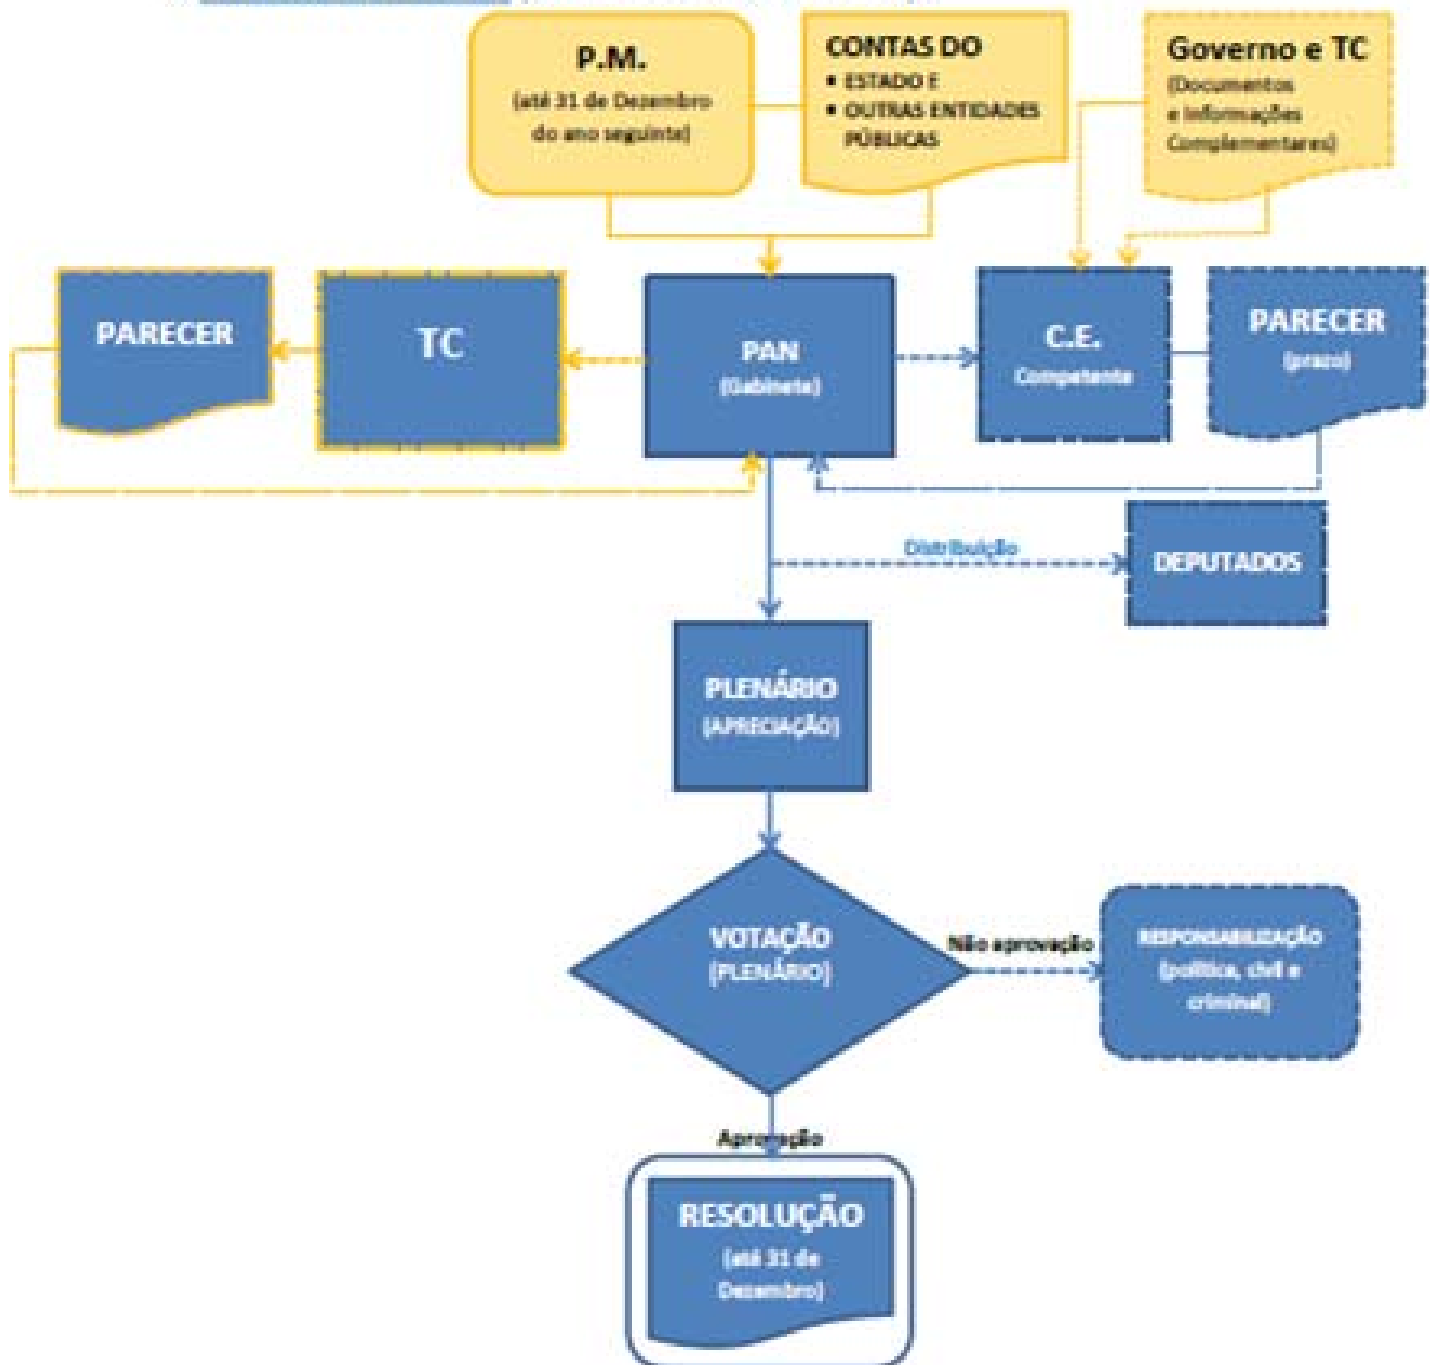 P.M.
(até 31 de Dezembro
do ano seguinte)
CONTAS DO
• ESTADO E
• OUTRAS ENTIDADES
PÚBLICAS
Governo e TC
(Documentos
e Informações
Complementares)
PARECER
TC
PAN
(Gabinete)
C.E.
Competente
PARECER
(prazo)
Distribuição
DEPUTADOS
PLENÁRIO
(APRECIAÇÃO)
VOTAÇÃO
(PLENÁRIO)
Não aprovação
RESPONSABILIZAÇÃO
(política, civil e
criminal)
Aprovação
RESOLUÇÃO
(até 31 de
Dezembro)